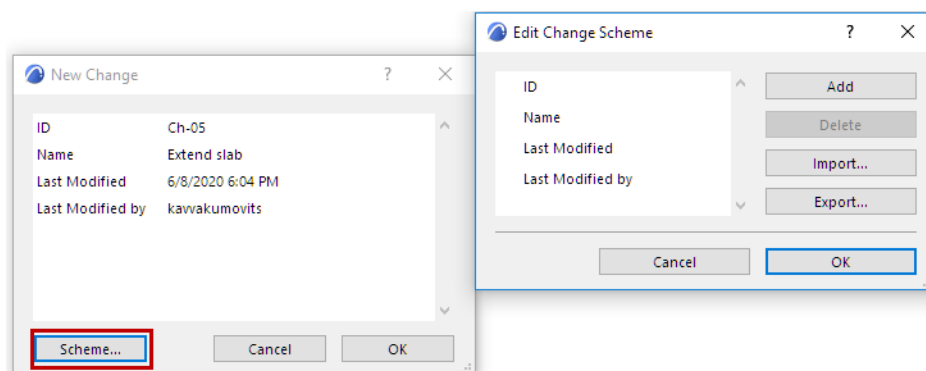 New Change ?
ID Ch-05
Name Extend slab
Last Modified 6/8/2020 6:04 PM
Last Modified by kavvakumovits
Scheme... Cancel OK
Edit Change Scheme ?
ID
Name
Last Modified
Last Modified by
Add
Delete
Import...
Export...
Cancel OK